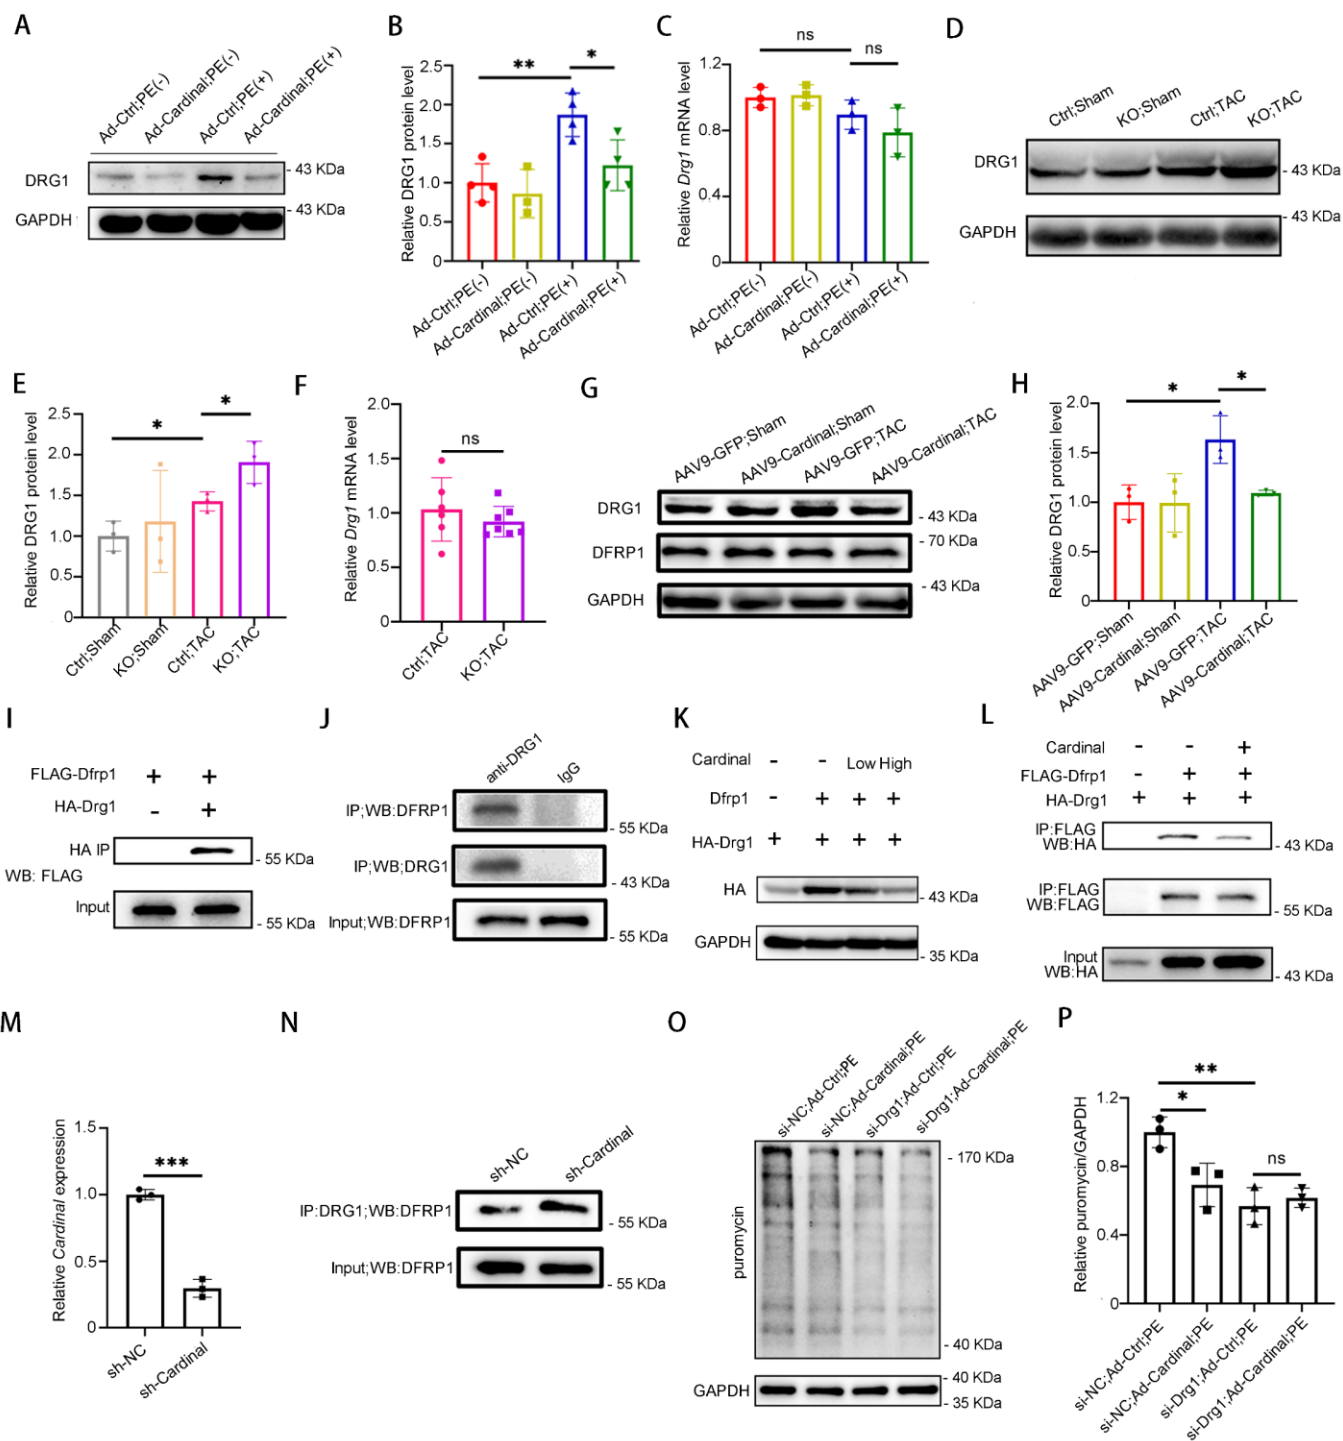 A
Ad-Ctrl;PE(-)
Ad-Cardinal;PE(-)
Ad-Ctrl;PE(+)
Ad-Cardinal;PE(+)
DRG1
- 43 KDa
GAPDH
- 43 KDa
B
Relative DRG1 protein level
2.5
2.0
1.5
1.0
0.5
0
**
*
Ad-Ctrl;PE(-)
Ad-Cardinal;PE(-)
Ad-Ctrl;PE(+)
Ad-Cardinal;PE(+)
C
Relative Drg1 mRNA level
1.2
0.8
0.4
0
ns
ns
Ad-Ctrl;PE(-)
Ad-Cardinal;PE(-)
Ad-Ctrl;PE(+)
Ad-Cardinal;PE(+)
D
Ctrl;Sham
KO;Sham
Ctrl;TAC
KO;TAC
DRG1
- 43 KDa
- 43 KDa
GAPDH
E
Relative DRG1 protein level
2.5
2.0
1.5
1.0
0.5
0
*
*
Ctrl;Sham
KO;Sham
Ctrl;TAC
KO;TAC
F
Relative Drg1 mRNA level
2.0
1.5
1.0
0.5
0
ns
Ctrl;TAC
KO;TAC
G
AAV9-GFP;Sham
AAV9-Cardinal;Sham
AAV9-GFP;TAC
AAV9-Cardinal;TAC
DRG1
- 43 KDa
- 70 KDa
DFRP1
- 43 KDa
GAPDH
H
Relative DRG1 protein level
2.0
1.5
1.0
0.5
0
*
*
AAV9-GFP;Sham
AAV9-Cardinal;Sham
AAV9-GFP;TAC
AAV9-Cardinal;TAC
I
FLAG-Dfrp1 + +
HA-Drg1 - +
HA IP
- 55 KDa
WB: FLAG
Input
- 55 KDa
J
anti-DRG1
IgG
IP;WB:DFRP1
- 55 KDa
IP;WB;DRG1
- 43 KDa
Input;WB:DFRP1
- 55 KDa
K
Cardinal - - Low High
Dfrp1 - + + +
HA-Drg1 + + + +
HA
- 43 KDa
GAPDH
- 35 KDa
L
Cardinal - - +
FLAG-Dfrp1 - + +
HA-Drg1 + + +
IP:FLAG
WB:HA
- 43 KDa
IP:FLAG
WB:FLAG
- 55 KDa
Input
WB:HA
- 43 KDa
M
Relative Cardinal expression
1.5
1.0
0.5
0
***
sh-NC
sh-Cardinal
N
sh-NC
sh-Cardinal
IP:DRG1;WB:DFRP1
- 55 KDa
Input;WB:DFRP1
- 55 KDa
O
si-NC;Ad-Ctrl;PE
si-NC;Ad-Cardinal;PE
si-Drg1;Ad-Ctrl;PE
si-Drg1;Ad-Cardinal;PE
- 170 KDa
puromycin
- 40 KDa
- 40 KDa
GAPDH
- 35 KDa
P
Relative puromycin/GAPDH
1.2
0.8
0.4
0
**
*
ns
si-NC;Ad-Ctrl;PE
si-NC;Ad-Cardinal;PE
si-Drg1;Ad-Ctrl;PE
si-Drg1;Ad-Cardinal;PE